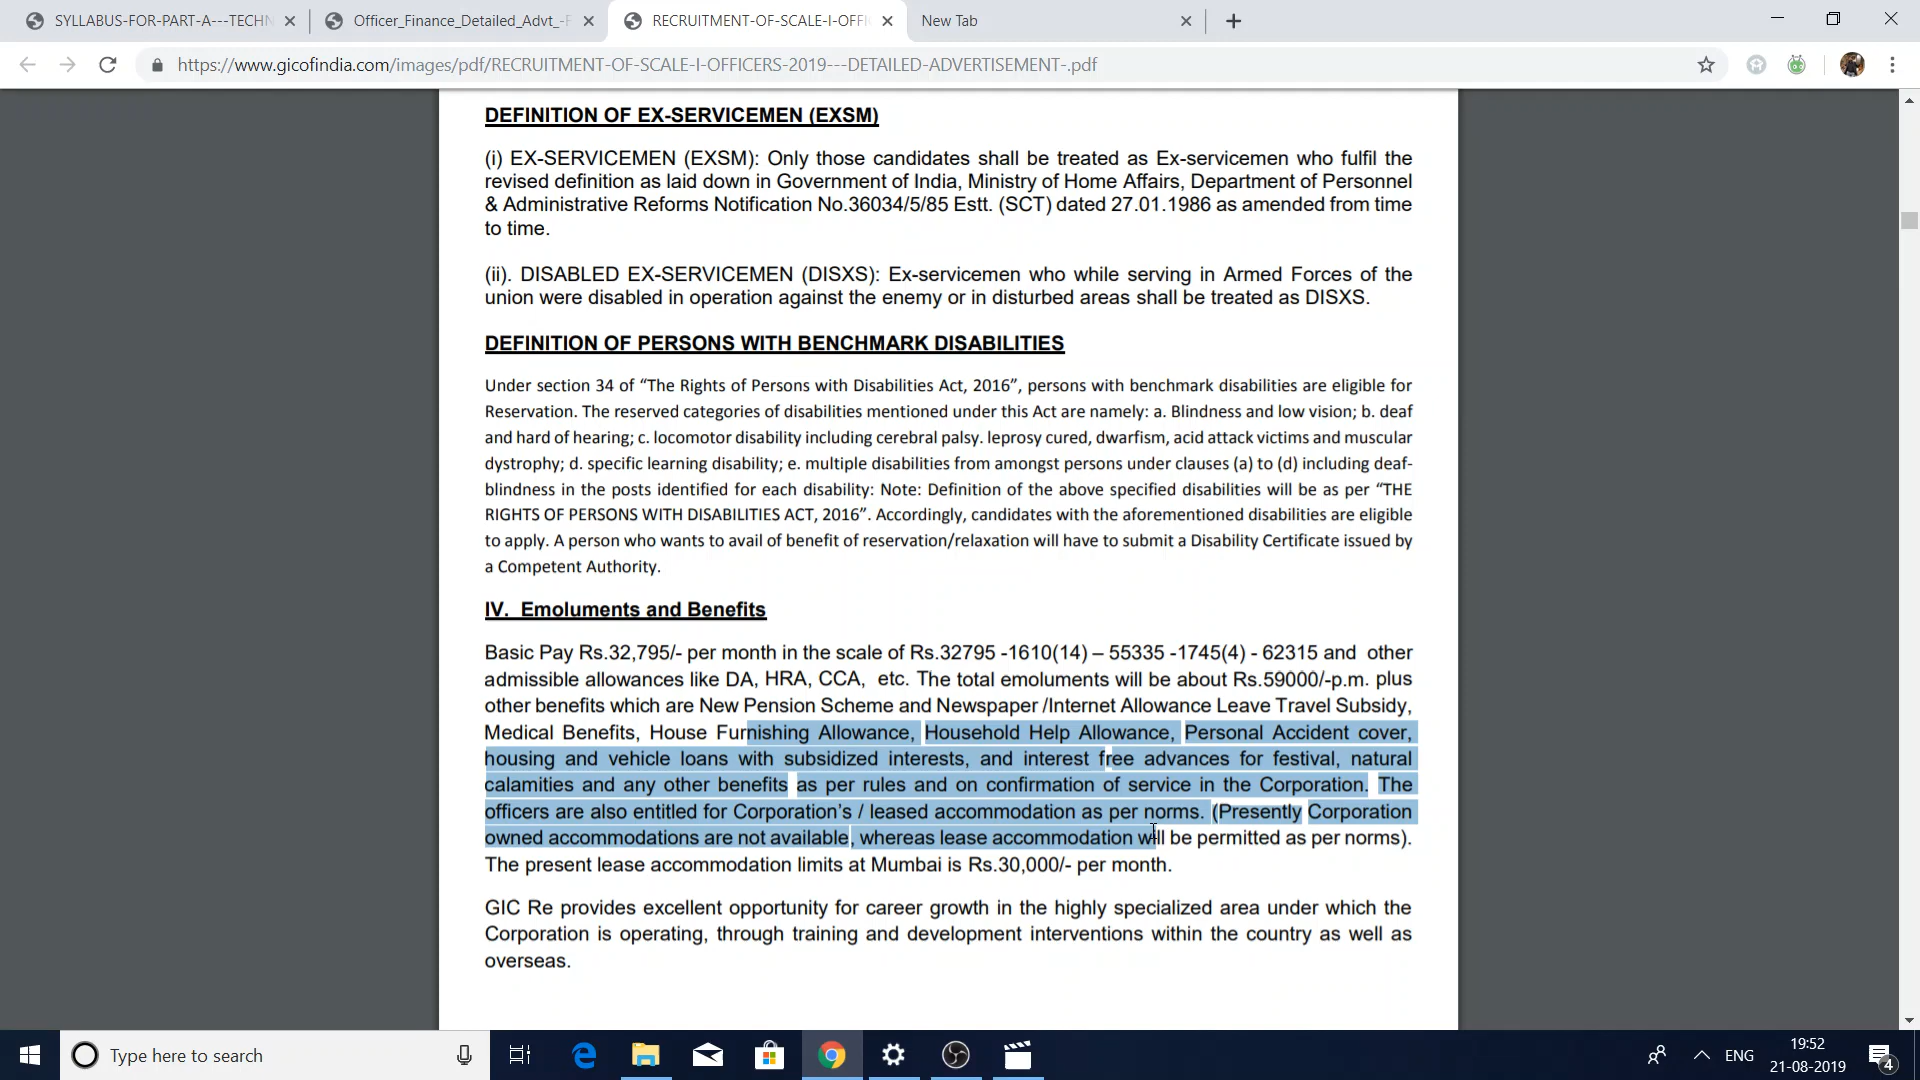 SYLLABUS-FOR-PART-A---TECHN
Officer_Finance_Detailed_Advt_-F
RECRUITMENT-OF-SCALE-I-OFFI
New Tab
https://www.gicofindia.com/images/pdf/RECRUITMENT-OF-SCALE-I-OFFICERS-2019---DETAILED-ADVERTISEMENT-.pdf
DEFINITION OF EX-SERVICEMEN (EXSM)
(i) EX-SERVICEMEN (EXSM): Only those candidates shall be treated as Ex-servicemen who fulfil the
revised definition as laid down in Government of India, Ministry of Home Affairs, Department of Personnel
& Administrative Reforms Notification No.36034/5/85 Estt. (SCT) dated 27.01.1986 as amended from time
to time.
(ii). DISABLED EX-SERVICEMEN (DISXS): Ex-servicemen who while serving in Armed Forces of the
union were disabled in operation against the enemy or in disturbed areas shall be treated as DISXS.
DEFINITION OF PERSONS WITH BENCHMARK DISABILITIES
Under section 34 of “The Rights of Persons with Disabilities Act, 2016”, persons with benchmark disabilities are eligible for
Reservation. The reserved categories of disabilities mentioned under this Act are namely: a. Blindness and low vision; b. deaf
and hard of hearing; c. locomotor disability including cerebral palsy. leprosy cured, dwarfism, acid attack victims and muscular
dystrophy; d. specific learning disability; e. multiple disabilities from amongst persons under clauses (a) to (d) including deaf-
blindness in the posts identified for each disability: Note: Definition of the above specified disabilities will be as per “THE
RIGHTS OF PERSONS WITH DISABILITIES ACT, 2016”. Accordingly, candidates with the aforementioned disabilities are eligible
to apply. A person who wants to avail of benefit of reservation/relaxation will have to submit a Disability Certificate issued by
a Competent Authority.
IV. Emoluments and Benefits
Basic Pay Rs.32,795/- per month in the scale of Rs.32795 -1610(14) – 55335 -1745(4) - 62315 and other
admissible allowances like DA, HRA, CCA, etc. The total emoluments will be about Rs.59000/-p.m. plus
other benefits which are New Pension Scheme and Newspaper /Internet Allowance Leave Travel Subsidy,
Medical Benefits, House Furnishing Allowance, Household Help Allowance, Personal Accident cover,
housing and vehicle loans with subsidized interests, and interest free advances for festival, natural
calamities and any other benefits as per rules and on confirmation of service in the Corporation. The
officers are also entitled for Corporation’s / leased accommodation as per norms. (Presently Corporation
owned accommodations are not available, whereas lease accommodation will be permitted as per norms).
The present lease accommodation limits at Mumbai is Rs.30,000/- per month.
GIC Re provides excellent opportunity for career growth in the highly specialized area under which the
Corporation is operating, through training and development interventions within the country as well as
overseas.
Type here to search
ENG
19:52
21-08-2019
4